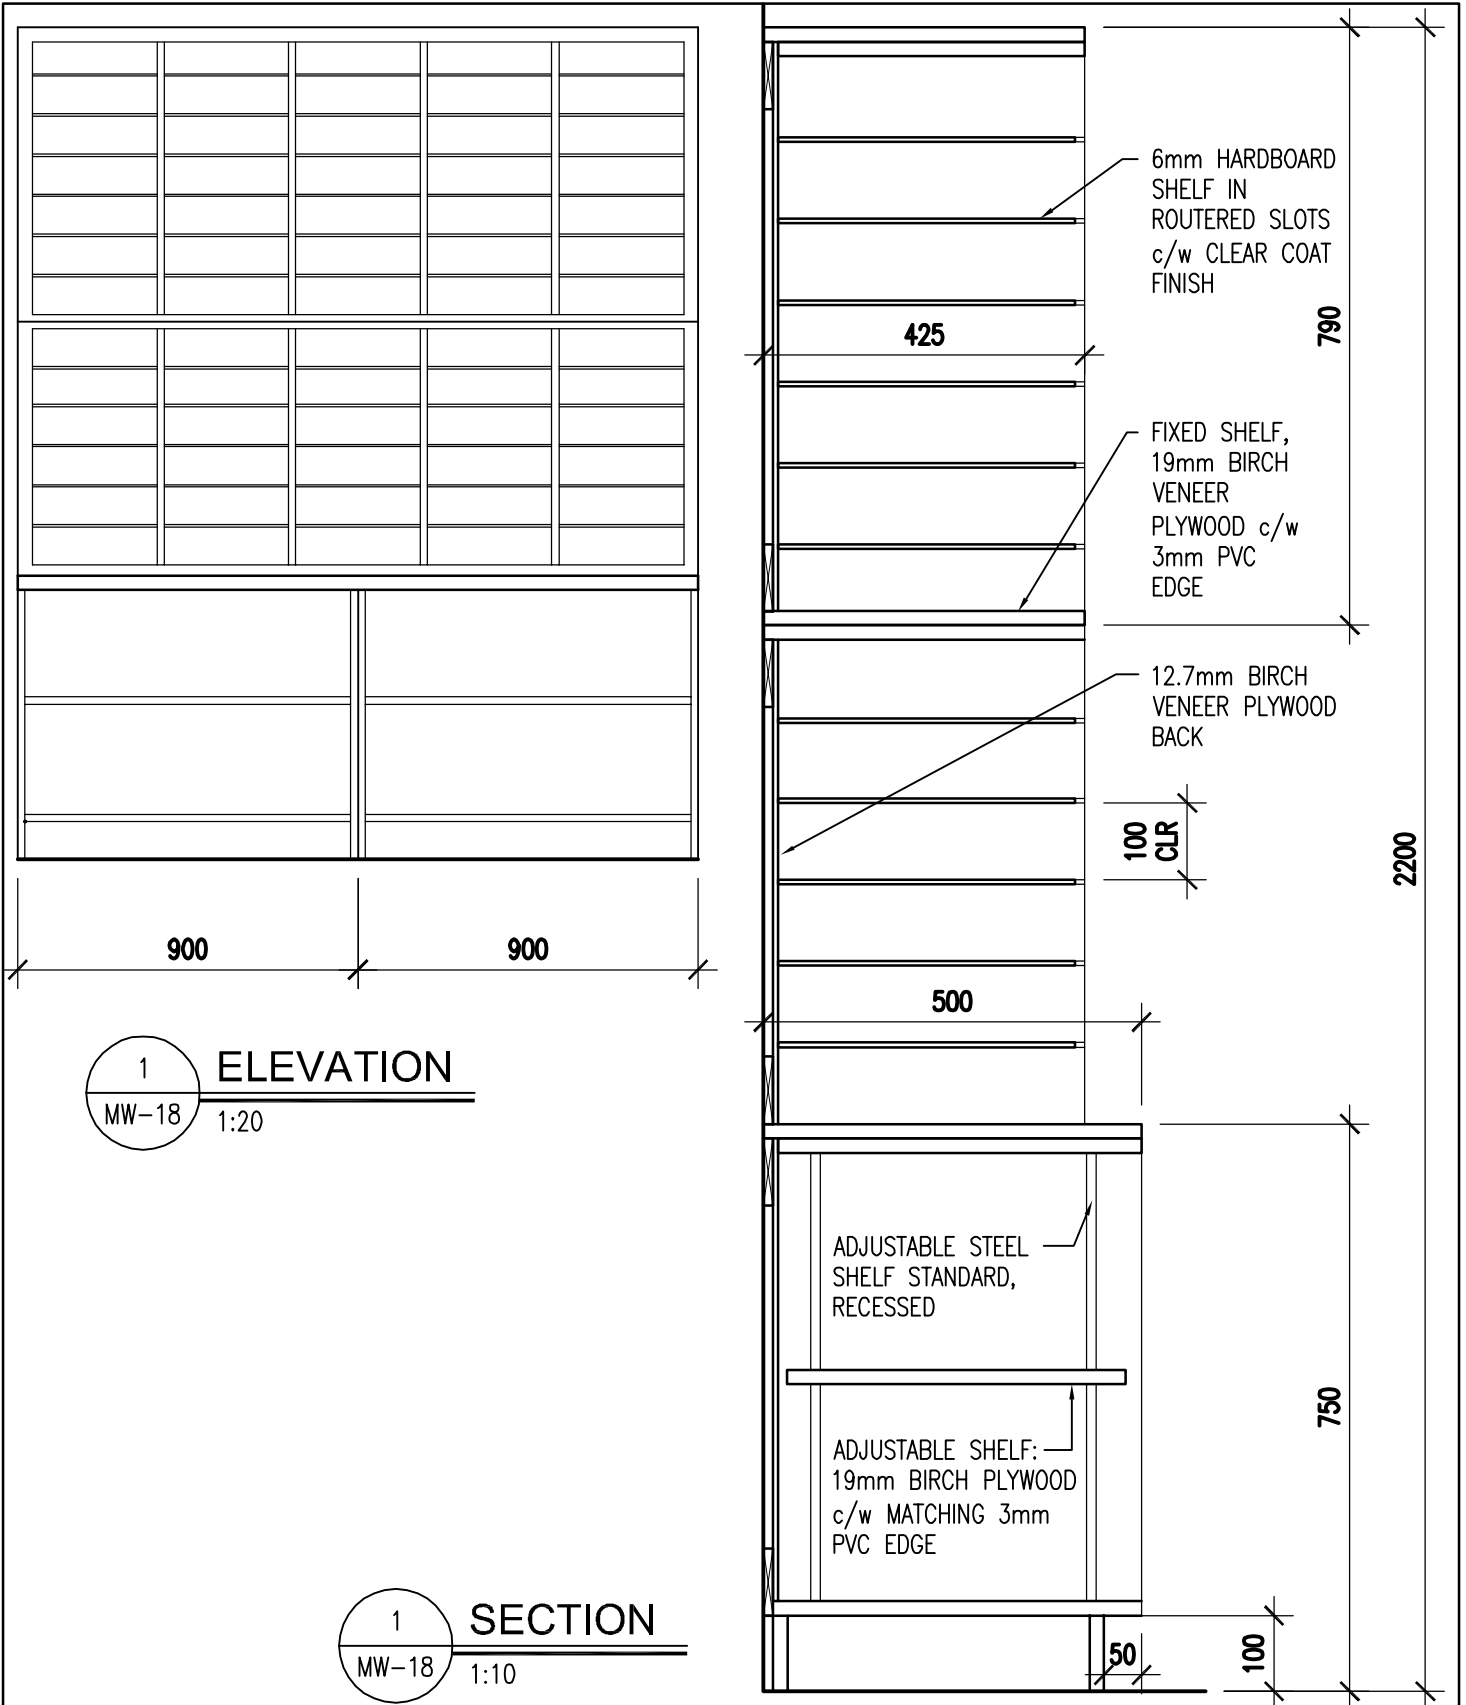 6mm HARDBOARD
SHELF IN
ROUTERED SLOTS
c/w CLEAR COAT
FINISH
790
425
FIXED SHELF,
19mm BIRCH
VENEER
PLYWOOD c/w
3mm PVC
EDGE
12.7mm BIRCH
VENEER PLYWOOD
BACK
100
CLR
2200
900
900
500
1
MW-18
ELEVATION
1:20
ADJUSTABLE STEEL
SHELF STANDARD,
RECESSED
750
ADJUSTABLE SHELF:
19mm BIRCH PLYWOOD
c/w MATCHING 3mm
PVC EDGE
1
MW-18
SECTION
1:10
50
100